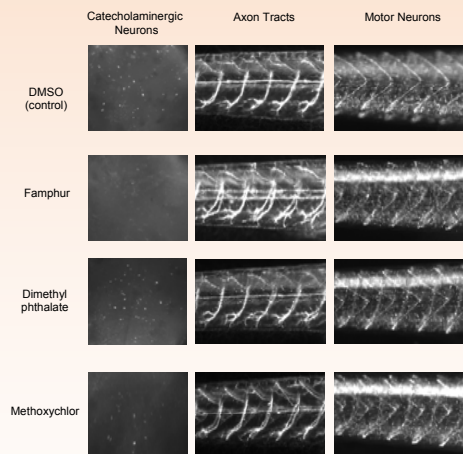 Catecholaminergic
Neurons
Axon Tracts
Motor Neurons
DMSO
(control)
Famphur
Dimethyl
phthalate
Methoxychlor